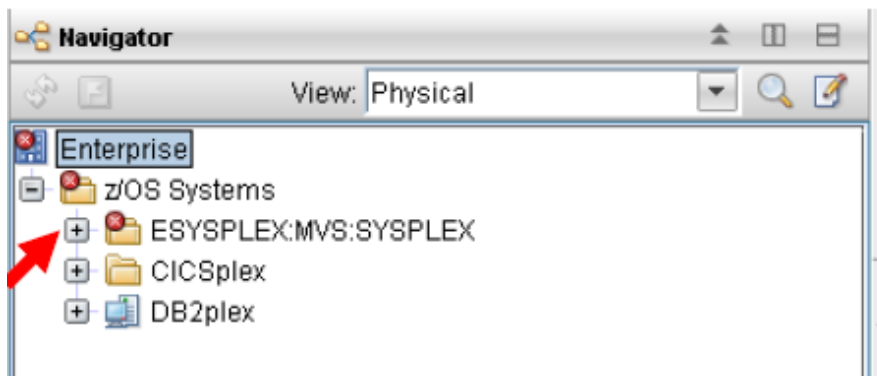 Navigator
View: Physical
Enterprise
z/OS Systems
ESYSPLEX:MVS:SYSPLEX
CICSplex
DB2plex